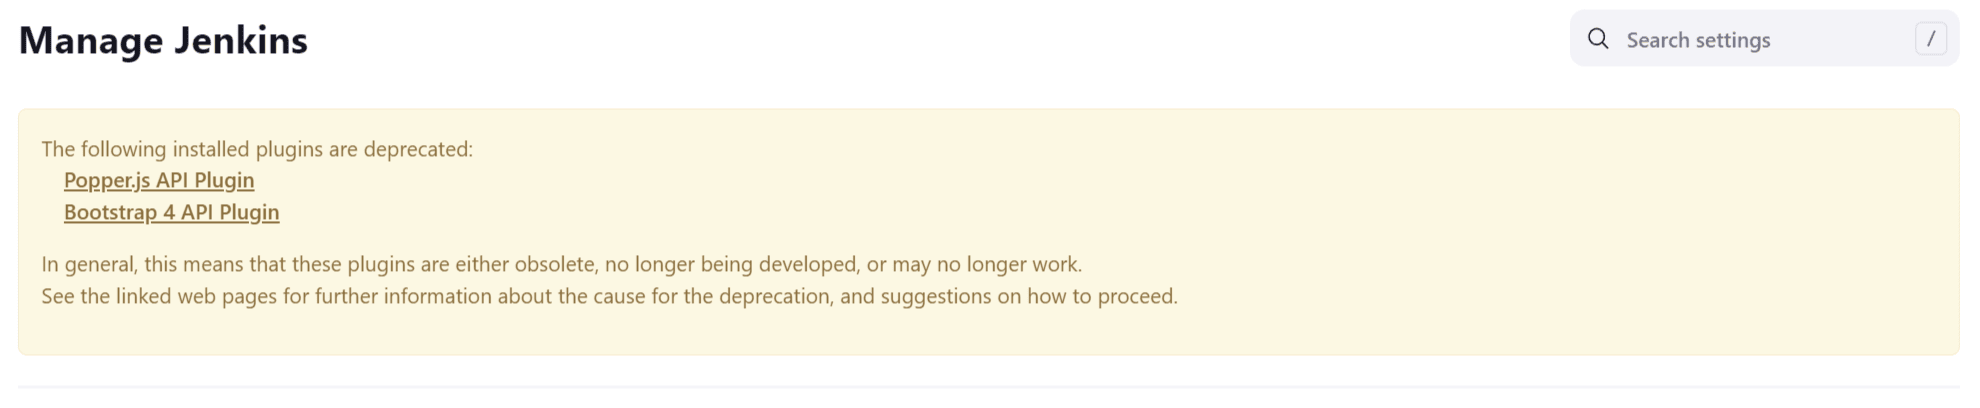 Manage Jenkins
Search settings
/
The following installed plugins are deprecated:
Popper.js API Plugin
Bootstrap 4 API Plugin
In general, this means that these plugins are either obsolete, no longer being developed, or may no longer work.
See the linked web pages for further information about the cause for the deprecation, and suggestions on how to proceed.